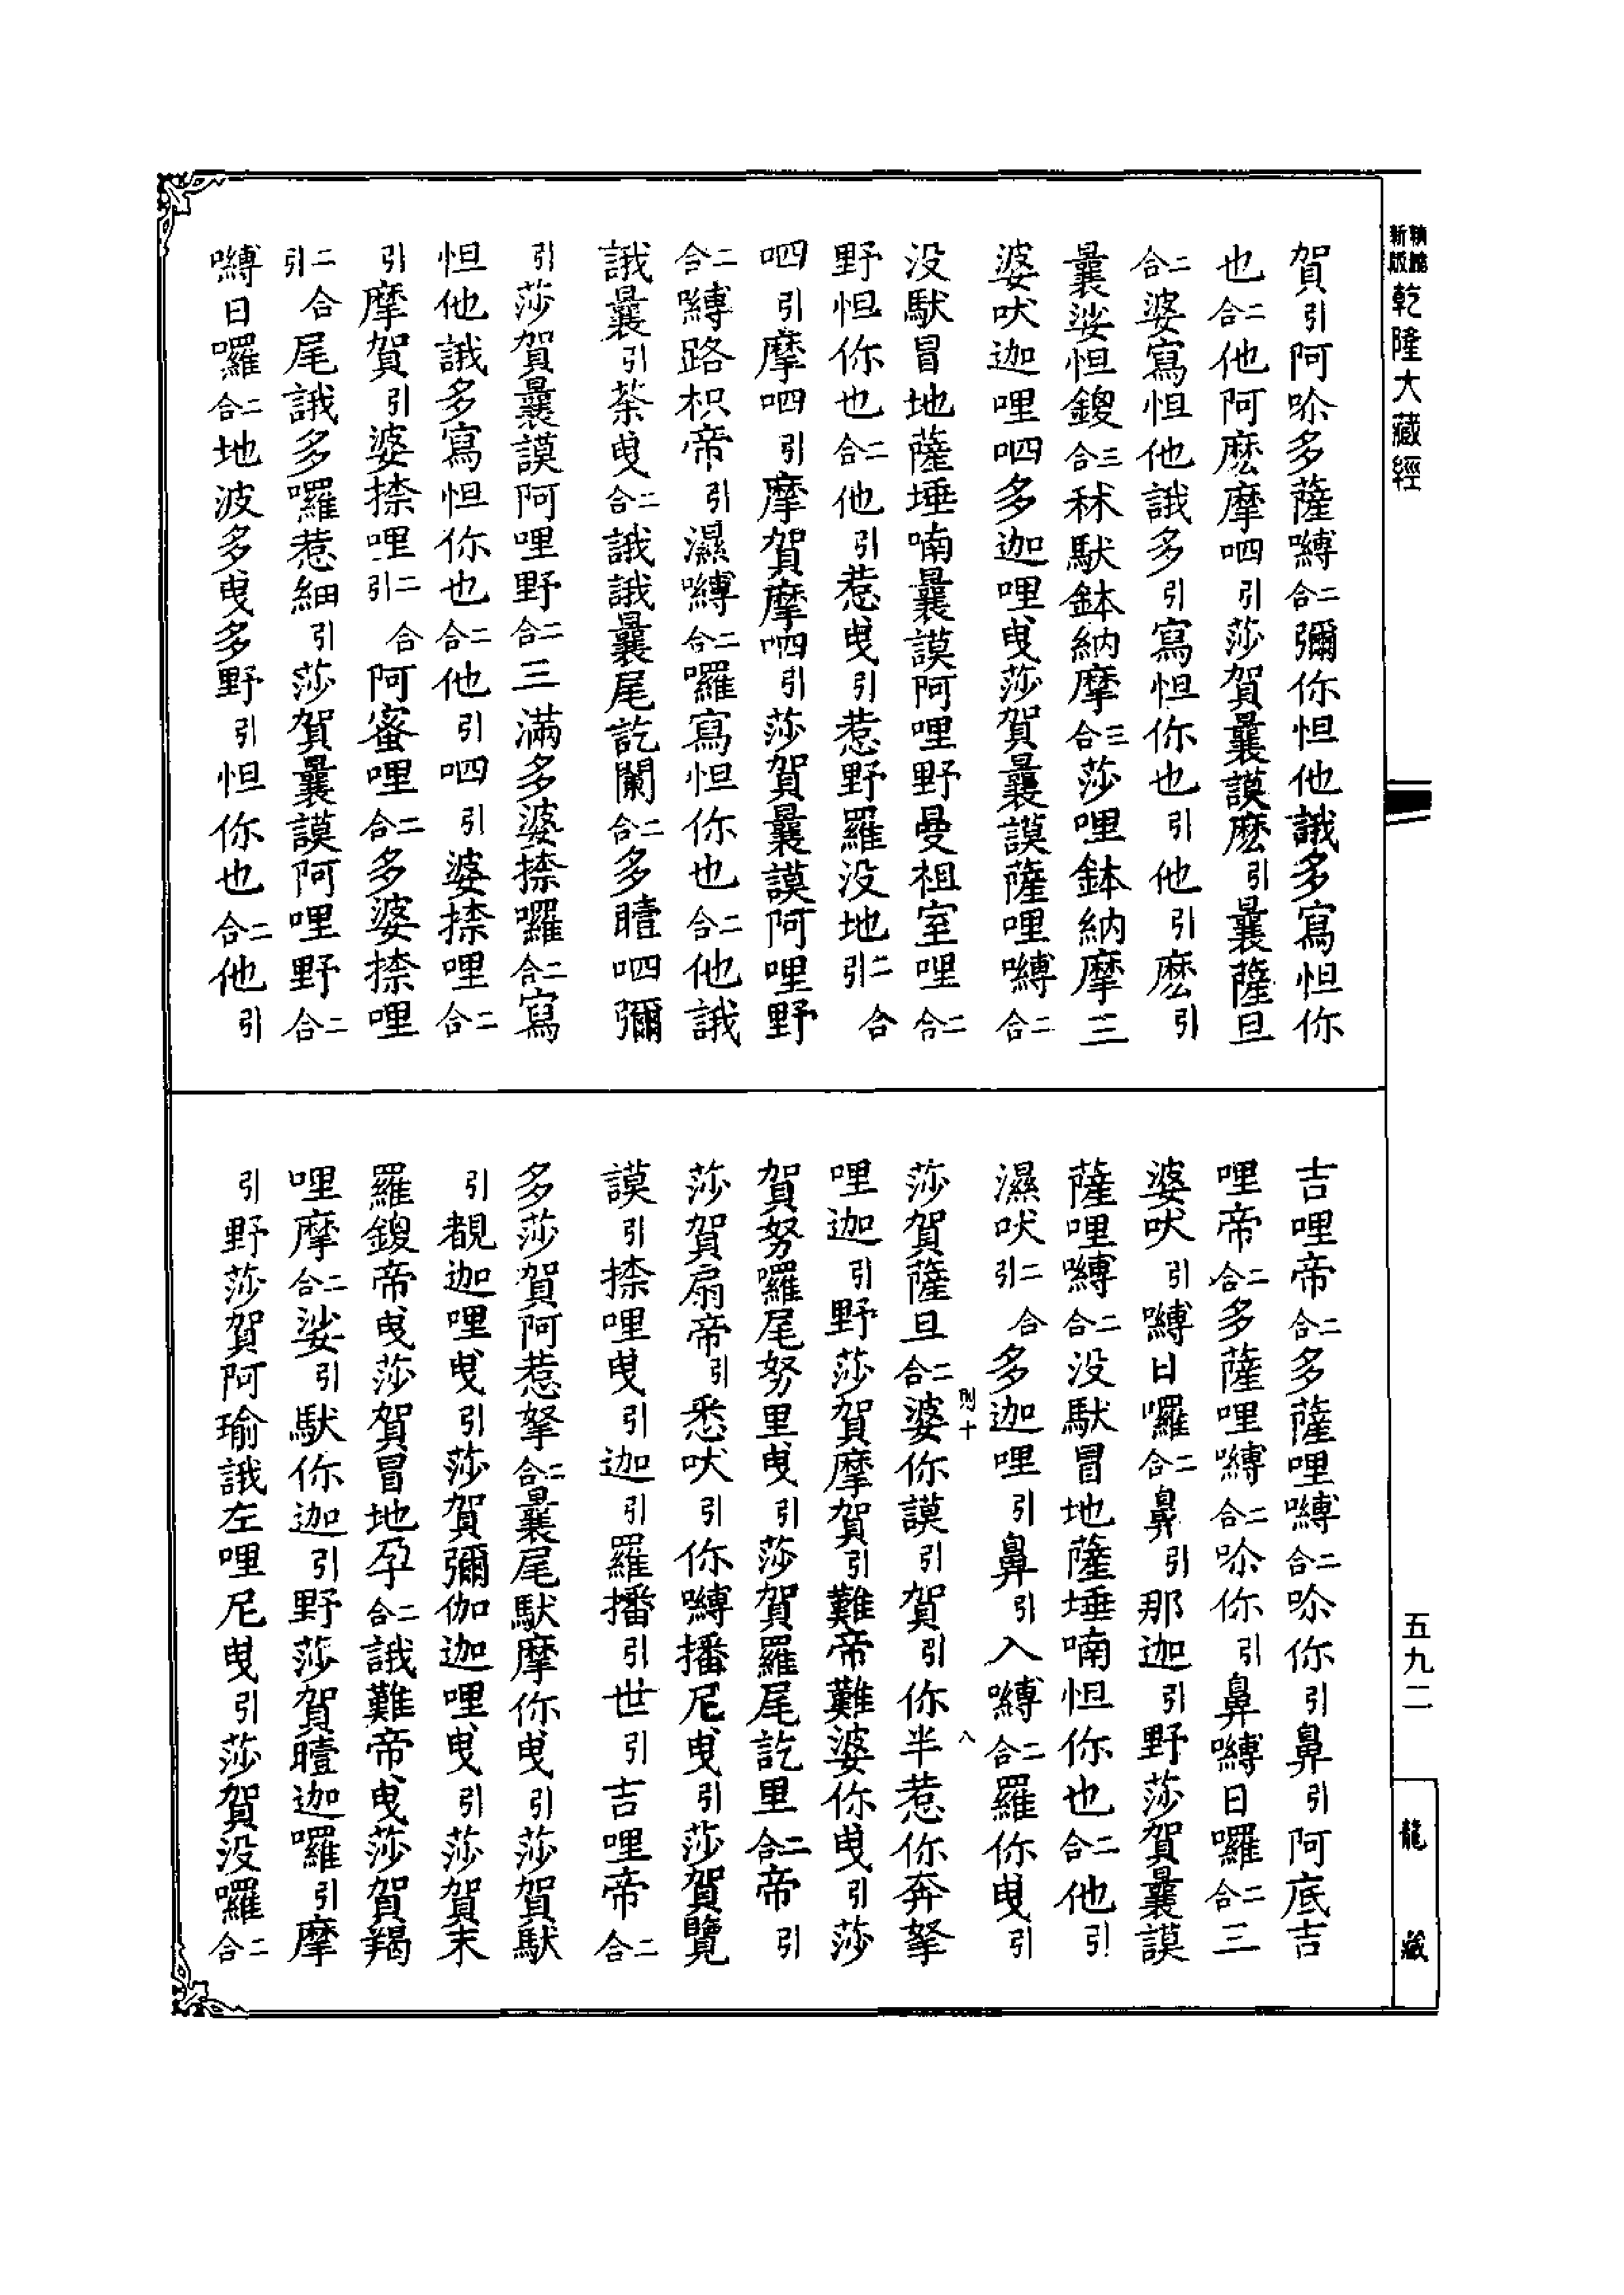 新版精縮乾隆大藏經
賀引阿吩多薩嚩二合彌你怛他誐多寫怛你
也二合他阿麽摩呬引莎賀曩謨麽引曩薩旦
二合婆寫怛他誐多引寫怛你也引他引麽引
曩娑怛鑁三合秫馱鉢納摩三合莎哩鉢納摩三
婆吠迦哩呬多迦哩曳莎賀曩謨薩哩嚩二合
没馱冒地薩埵喃曩謨阿哩野曼祖室哩二合
野怛你也二合他引惹曳引惹野羅没地二合引
呬引摩呬引摩賀摩呬引莎賀曩謨阿哩野
二合嚩路枳帝引濕嚩二合囉寫怛你也二合他誐
誐曩引荼曳二合誐誐曩尾訖闌二合多瞻呬彌
引莎賀曩謨阿哩野二合三滿多婆捺囉二合寫
怛他誐多寫怛你也二合他引呬引婆捺哩二合
引摩賀引婆捺哩二合引阿蜜哩二合多婆捺哩
二合引尾誐多囉惹細引莎賀曩謨阿哩野二合
嚩日囉二合地波多曳多野引怛你也二合他引
吉哩帝二合多薩哩嚩二合吩你引鼻引阿底吉
哩帝二合多薩哩嚩二合吩你引鼻嚩日囉二合三
婆吠引嚩日囉二合鼻引那迦引野莎賀曩謨
薩哩嚩二合没馱冒地薩埵喃怛你也二合他引
濕吠二合引多迦哩引鼻引入嚩二合羅你曳引
莎賀薩旦二合婆你謨引賀引你半惹你奔拏
哩迦引野莎賀摩賀引難帝難婆你曳引莎
賀努囉尾努里曳引莎賀羅尾訖里二合帝引
莎賀扇帝引悉吠引你嚩播尼曳引莎賀覽
謨引捺哩曳引迦引羅播引世引吉哩帝二合
多莎賀阿惹拏二合曩尾馱摩你曳引莎賀馱
引覩迦哩曳引莎賀彌伽迦哩曳引莎賀末
羅鑁帝曳莎賀冒地孕二合誐難帝曳莎賀羯
哩摩二合娑引馱你迦引野莎賀瞻迦囉引摩
引野莎賀阿瑜誐左哩尼曳引莎賀没囉二合
則十
八
五九二
龍藏